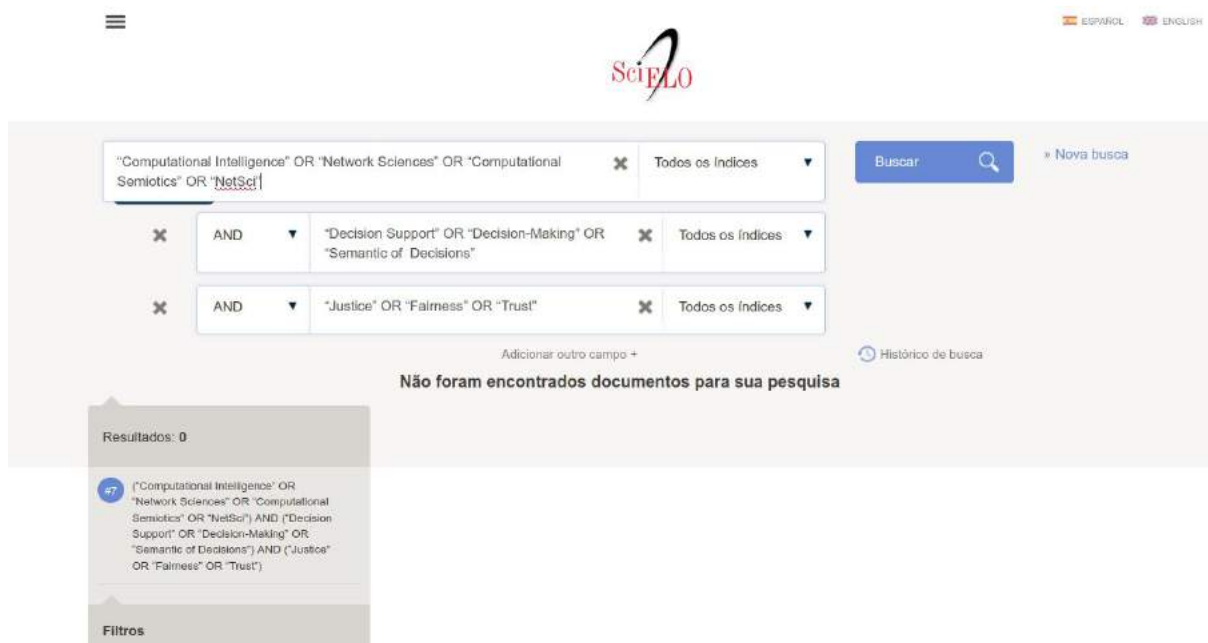 ESPAÑOL ENGLISH
SciELO
"Computational Intelligence" OR "Network Sciences" OR "Computational
Semiotics" OR "NetSci"
Todos os índices
Buscar
» Nova busca
AND
"Decision Support" OR "Decision-Making" OR
"Semantic of Decisions"
Todos os índices
AND
"Justice" OR "Fairness" OR "Trust"
Todos os índices
Adicionar outro campo +
Histórico de busca
Não foram encontrados documentos para sua pesquisa
Resultados: 0
#7
("Computational Intelligence" OR
"Network Sciences" OR "Computational
Semiotics" OR "NetSci") AND ("Decision
Support" OR "Decision-Making" OR
"Semantic of Decisions") AND ("Justice"
OR "Fairness" OR "Trust")
Filtros